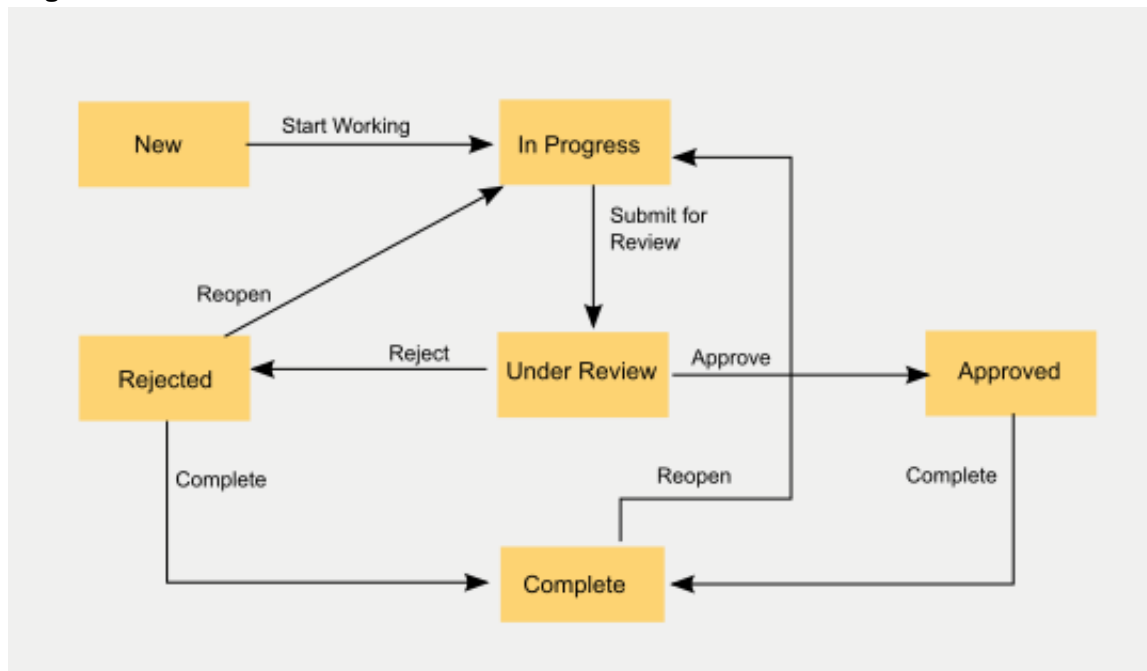 New
Start Working
In Progress
Submit for
Review
Reopen
Rejected
Reject
Under Review
Approve
Approved
Complete
Reopen
Complete
Complete